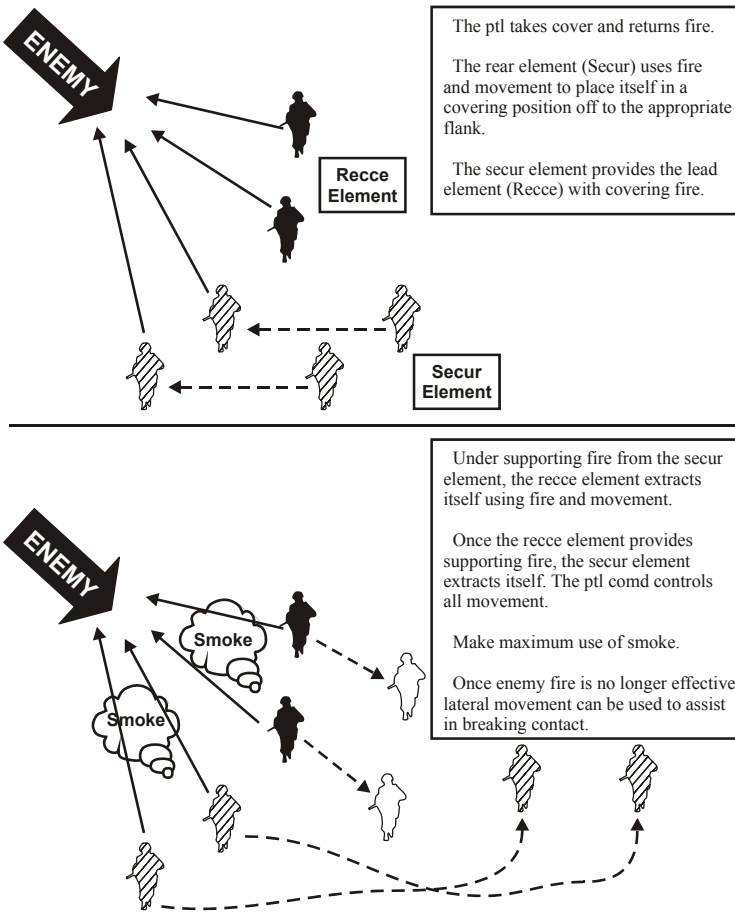 ENEMY
The ptl takes cover and returns fire.
The rear element (Secur) uses fire
and movement to place itself in a
covering position off to the appropriate
flank.
The secur element provides the lead
element (Recce) with covering fire.
Recce
Element
Secur
Element
Under supporting fire from the secur
element, the recce element extracts
itself using fire and movement.
Once the recce element provides
supporting fire, the secur element
extracts itself. The ptl comd controls
all movement.
Make maximum use of smoke.
Once enemy fire is no longer effective
lateral movement can be used to assist
in breaking contact.
ENEMY
Smoke
Smoke